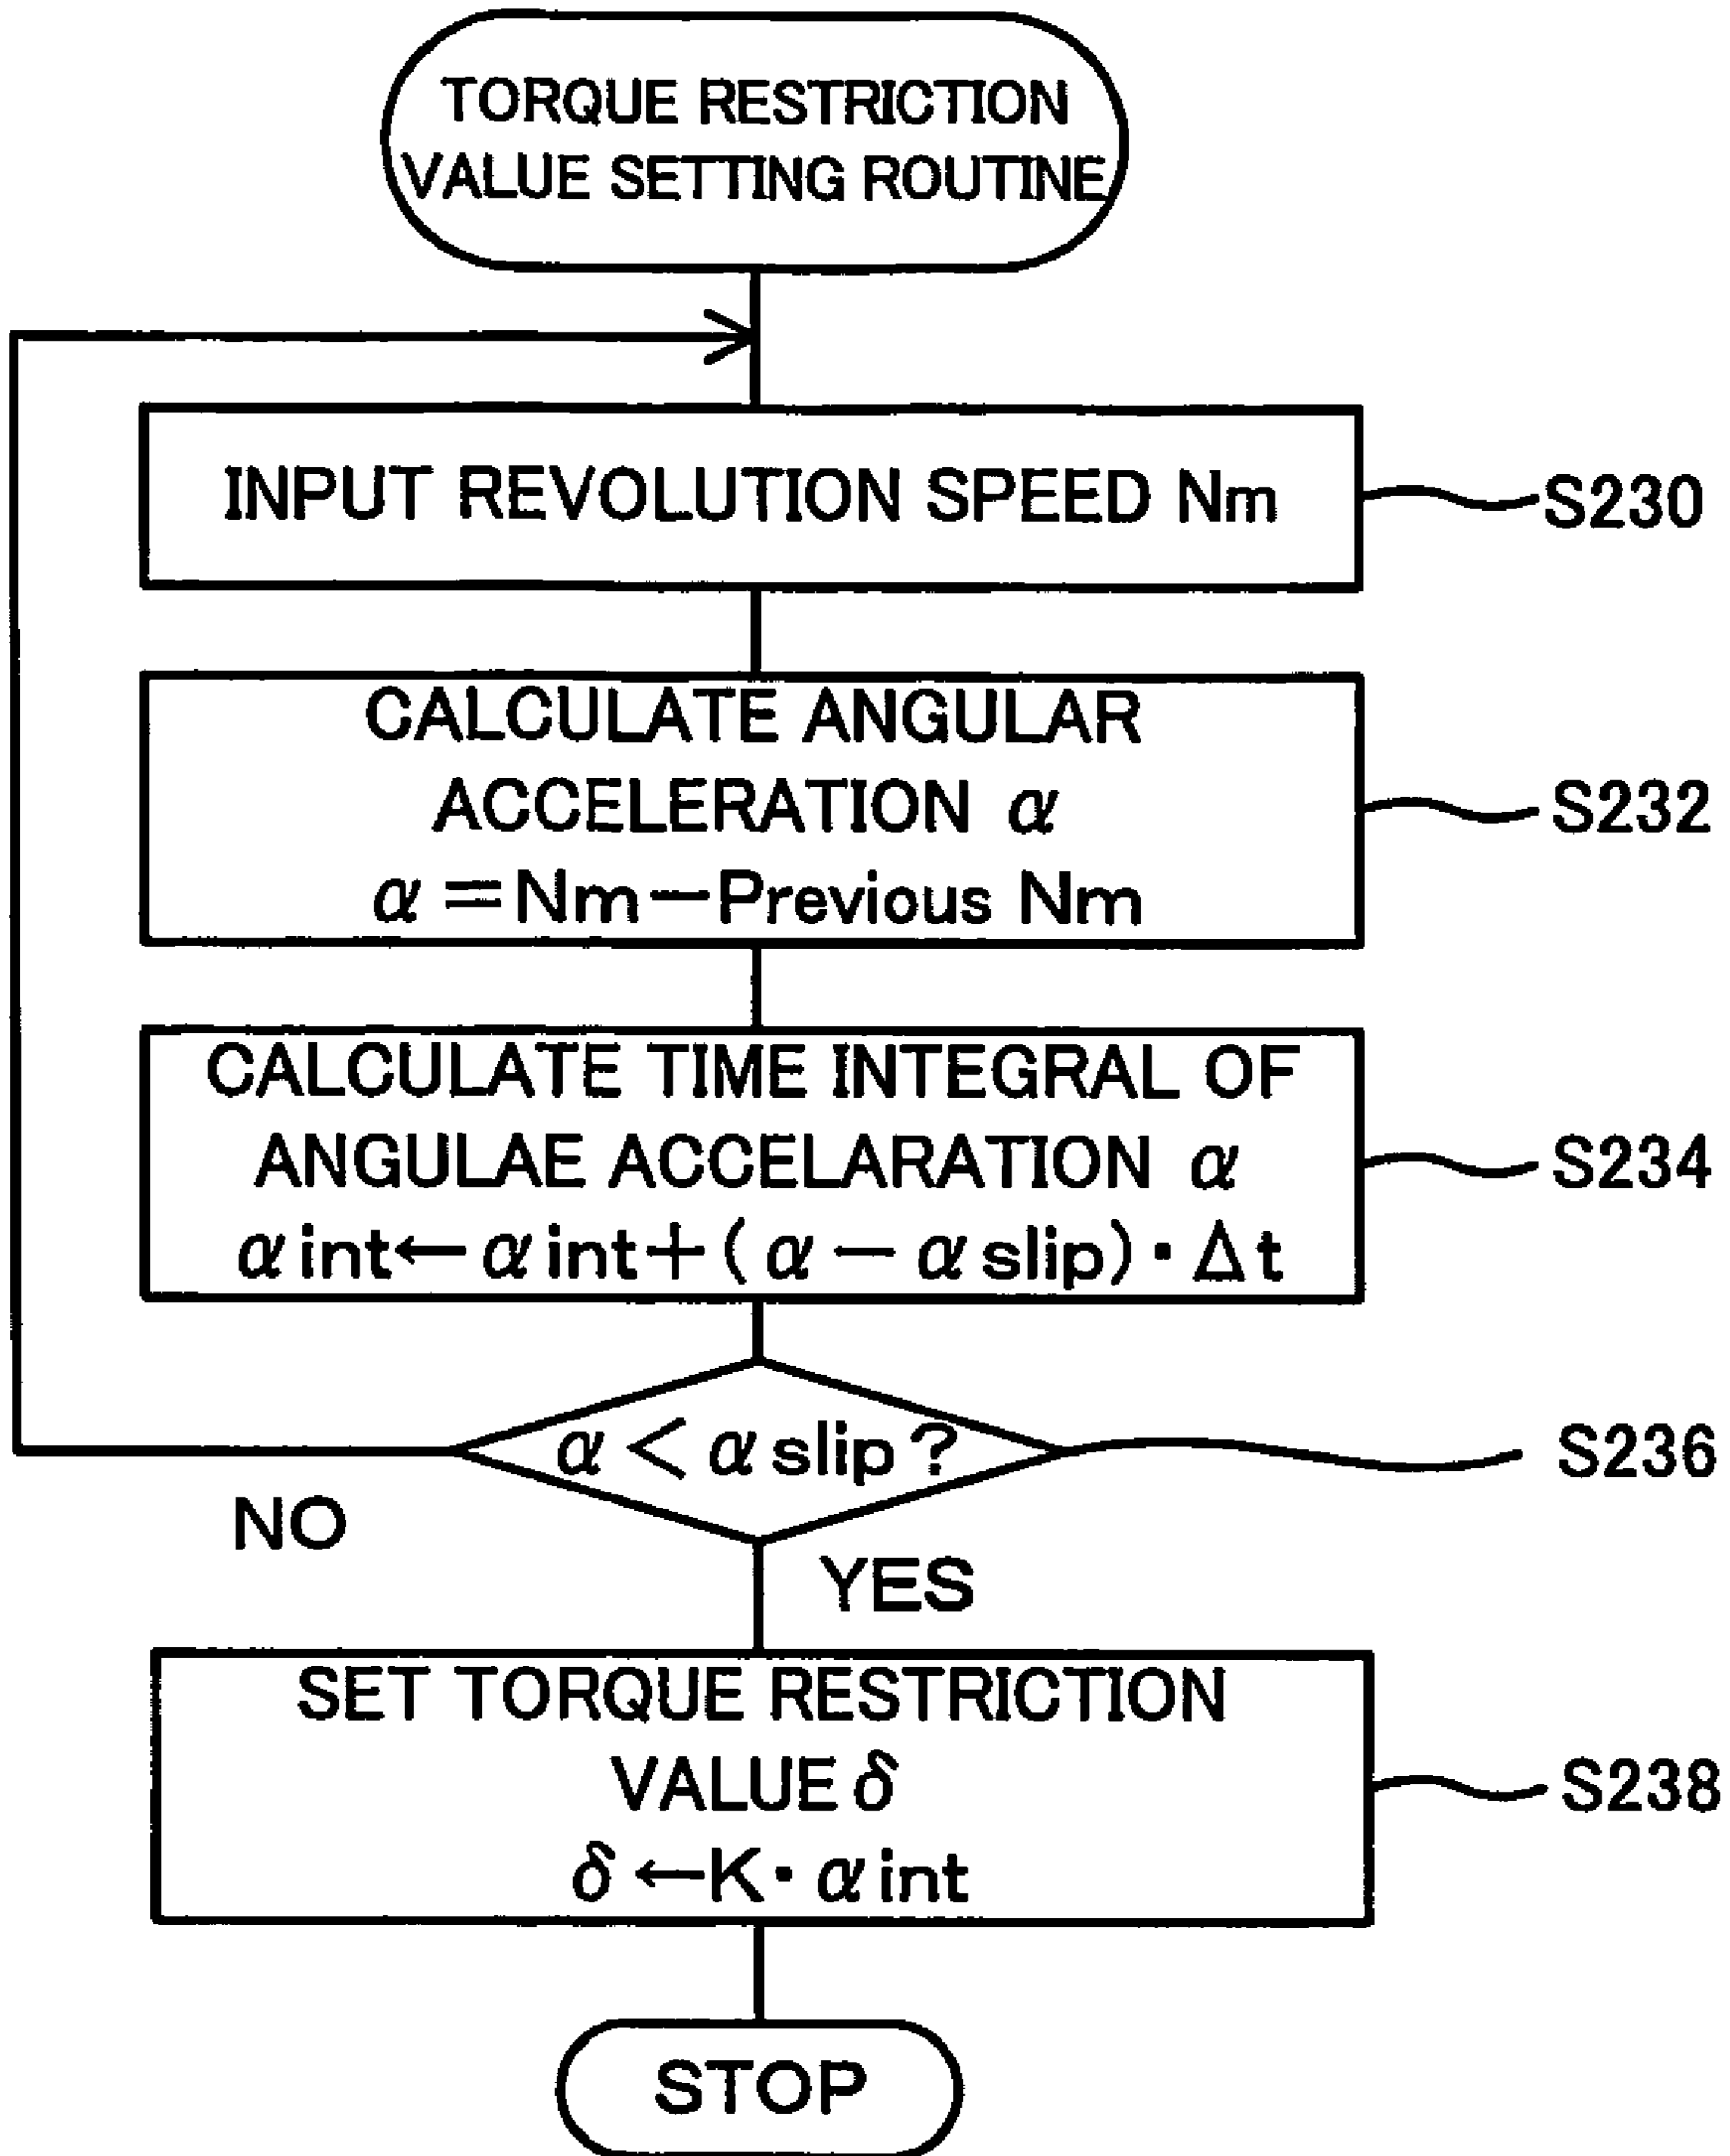 TORQUE RESTRICTION
VALUE SETTING ROUTINE
INPUT REVOLUTION SPEED Nm
S230
CALCULATE ANGULAR
ACCELERATION α
α=Nm−Previous Nm
S232
CALCULATE TIME INTEGRAL OF
ANGULAE ACCELARATION α
αint←αint+(α−αslip)・Δt
S234
α<αslip?
S236
NO
YES
SET TORQUE RESTRICTION
VALUE δ
δ←K・αint
S238
STOP